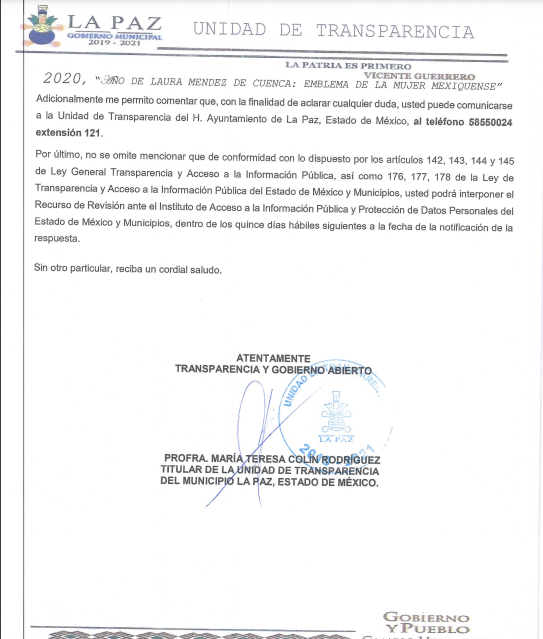 LA PAZ
GOBIERNO MUNICIPAL
2019 - 2021
UNIDAD DE TRANSPARENCIA
LA PATRIA ES PRIMERO
VICENTE GUERRERO
2020, "AÑO DE LAURA MENDEZ DE CUENCA: EMBLEMA DE LA MUJER MEXIQUENSE"
Adicionalmente me permito comentar que, con la finalidad de aclarar cualquier duda, usted puede comunicarse
a la Unidad de Transparencia del H. Ayuntamiento de La Paz, Estado de México, al teléfono 58550024
extensión 121.
Por último, no se omite mencionar que de conformidad con lo dispuesto por los artículos 142, 143, 144 y 145
de Ley General Transparencia y Acceso a la Información Pública, así como 176, 177, 178 de la Ley de
Transparencia y Acceso a la Información Pública del Estado de México y Municipios, usted podrá interponer el
Recurso de Revisión ante el Instituto de Acceso a la Información Pública y Protección de Datos Personales del
Estado de México y Municipios, dentro de los quince días hábiles siguientes a la fecha de la notificación de la
respuesta.
Sin otro particular, reciba un cordial saludo.
ATENTAMENTE
TRANSPARENCIA Y GOBIERNO ABIERTO
UNIDAD DE
LA PAZ
PROFRA. MARÍA TERESA COLÍN RODRÍGUEZ
TITULAR DE LA UNIDAD DE TRANSPARENCIA
DEL MUNICIPIO LA PAZ, ESTADO DE MÉXICO.
GOBIERNO
Y PUEBLO